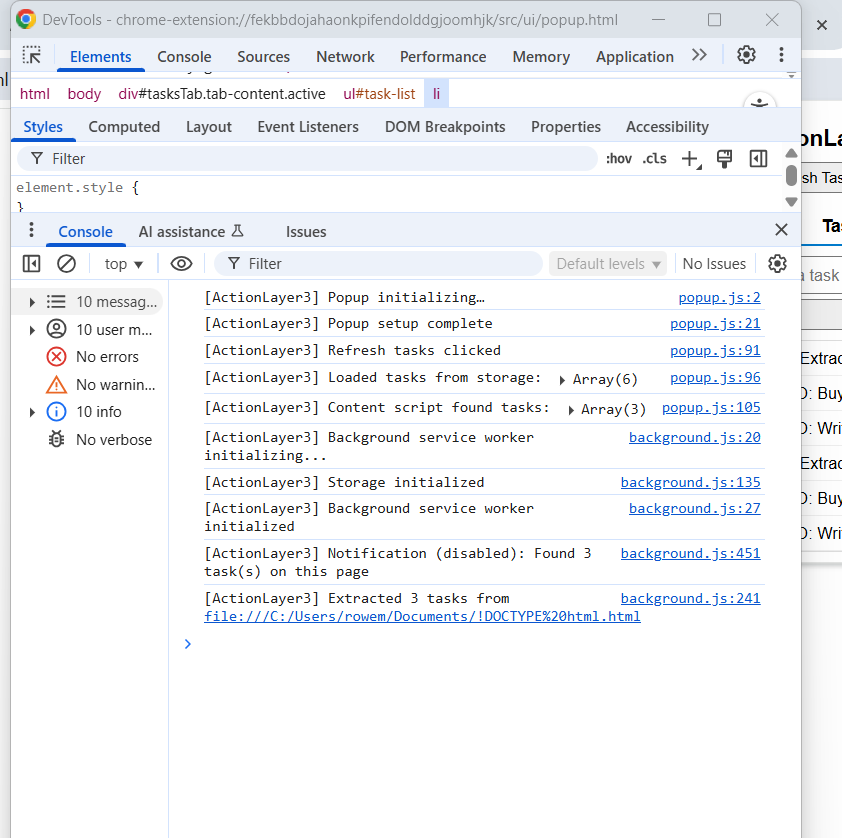 DevTools - chrome-extension://fekbbdojahaonkpifendolddgjoomhjk/src/ui/popup.html
Elements Console Sources Network Performance Memory Application
html body div#tasksTab.tab-content.active ul#task-list li
Styles Computed Layout Event Listeners DOM Breakpoints Properties Accessibility
Filter :hov .cls
element.style {
}
Console AI assistance Issues
top Filter Default levels No Issues
10 messag...
10 user m...
No errors
No warnin...
10 info
No verbose
[ActionLayer3] Popup initializing… popup.js:2
[ActionLayer3] Popup setup complete popup.js:21
[ActionLayer3] Refresh tasks clicked popup.js:91
[ActionLayer3] Loaded tasks from storage: Array(6) popup.js:96
[ActionLayer3] Content script found tasks: Array(3) popup.js:105
[ActionLayer3] Background service worker background.js:20
initializing...
[ActionLayer3] Storage initialized background.js:135
[ActionLayer3] Background service worker background.js:27
initialized
[ActionLayer3] Notification (disabled): Found 3 background.js:451
task(s) on this page
[ActionLayer3] Extracted 3 tasks from background.js:241
file:///C:/Users/rowem/Documents/!DOCTYPE%20html.html
onLa
sh Tas
Tas
a task
Extrac
D: Buy
D: Wri
Extrac
D: Buy
D: Wri